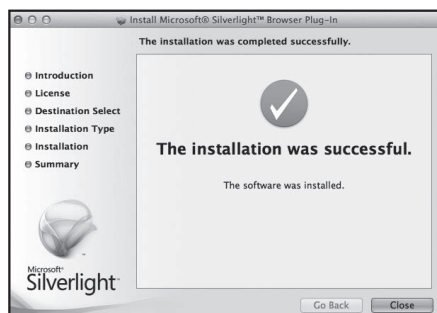 Install Microsoft® Silverlight™ Browser Plug-In
The installation was completed successfully.
Introduction
License
Destination Select
Installation Type
Installation
Summary
The installation was successful.
The software was installed.
Microsoft®
Silverlight™
Go Back
Close